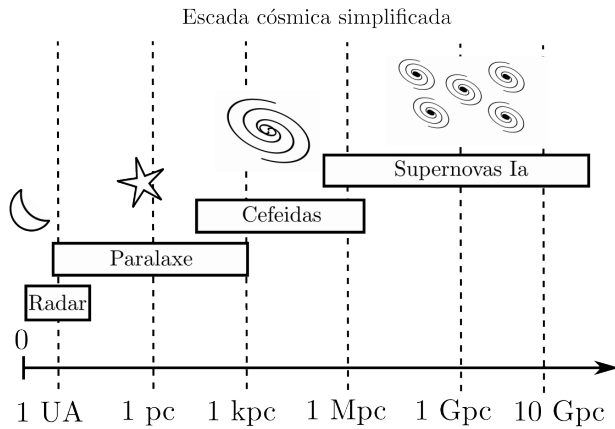 Escada cósmica simplificada
Supernovas Ia
Cefeidas
Paralaxe
Radar
0
1 UA 1 pc 1 kpc 1 Mpc 1 Gpc 10 Gpc